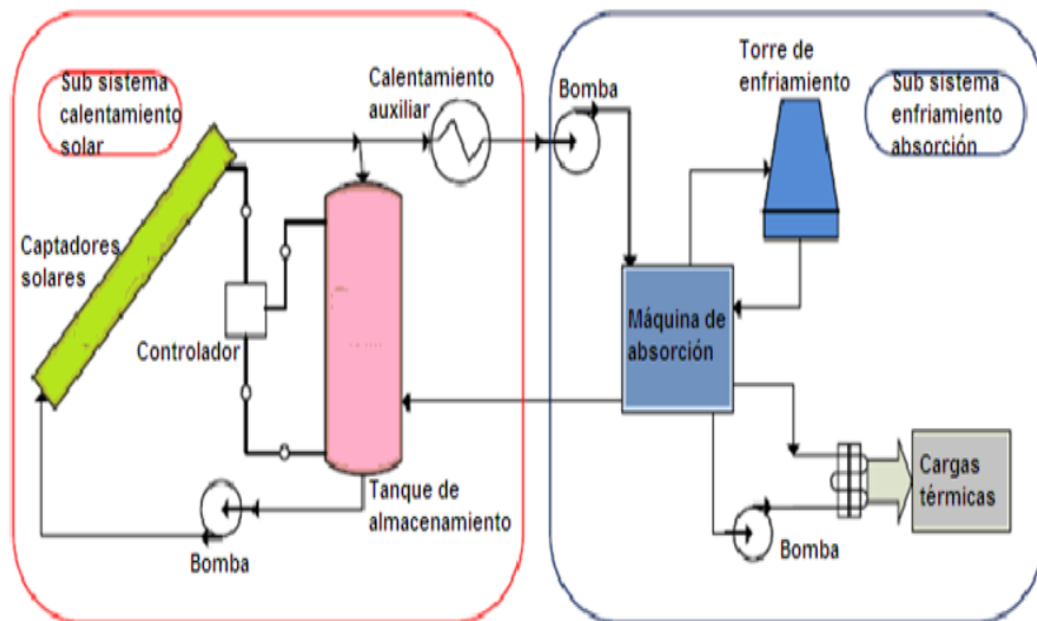 Sub sistema
calentamiento
solar
Calentamiento
auxiliar
Bomba
Torre de
enfriamiento
Sub sistema
enfriamiento
absorción
Captadores
solares
Controlador
Máquina de
absorción
Tanque de
almacenamiento
Bomba
Bomba
Cargas
térmicas